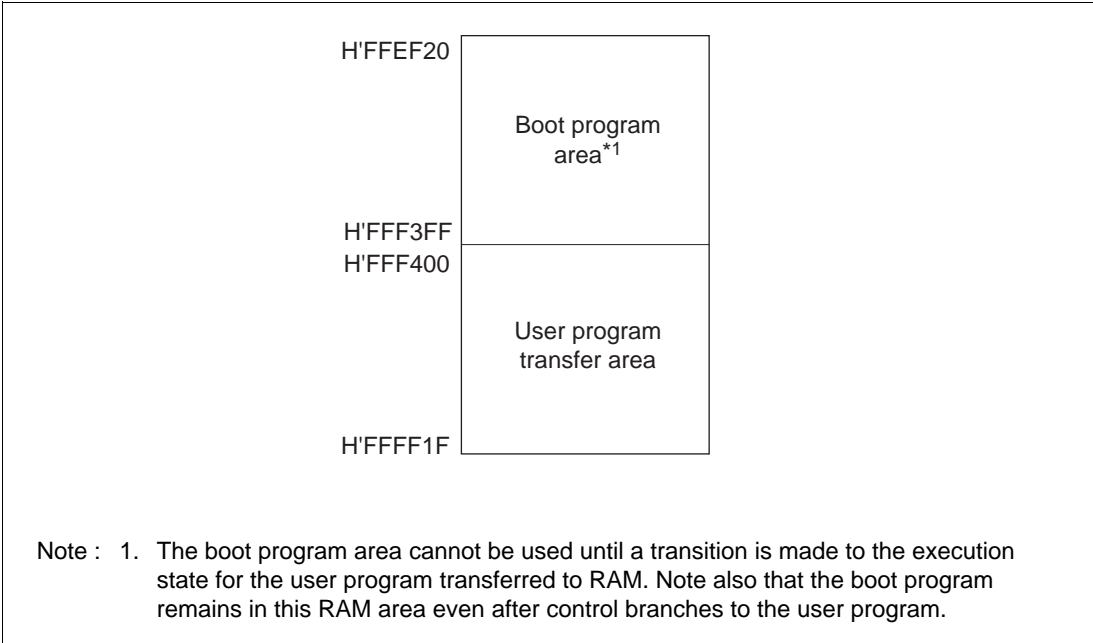 H'FFEF20
Boot program
area*1
H'FFF3FF
H'FFF400
User program
transfer area
H'FFFF1F
Note : 1. The boot program area cannot be used until a transition is made to the execution
state for the user program transferred to RAM. Note also that the boot program
remains in this RAM area even after control branches to the user program.